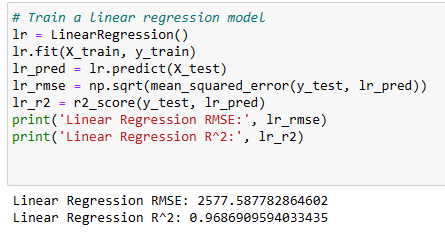 # Train a linear regression model
lr = LinearRegression()
lr.fit(X_train, y_train)
lr_pred = lr.predict(X_test)
lr_rmse = np.sqrt(mean_squared_error(y_test, lr_pred))
lr_r2 = r2_score(y_test, lr_pred)
print('Linear Regression RMSE:', lr_rmse)
print('Linear Regression R^2:', lr_r2)
Linear Regression RMSE: 2577.587782864602
Linear Regression R^2: 0.9686909594033435